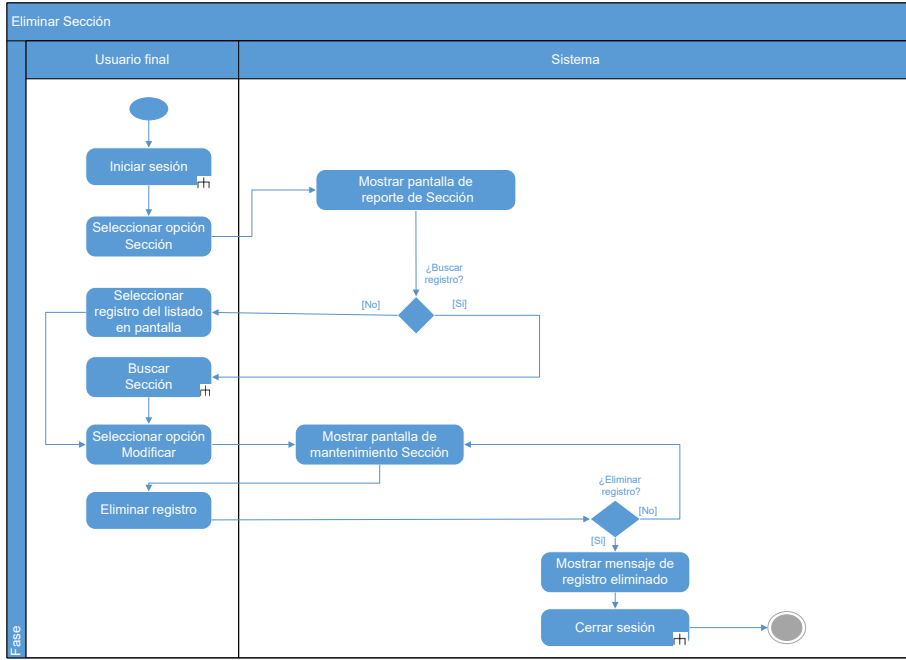 Eliminar Sección
Fase
Usuario final
Sistema
Iniciar sesión
Mostrar pantalla de
reporte de Sección
Seleccionar opción
Sección
¿Buscar
registro?
[No]
[Si]
Seleccionar
registro del listado
en pantalla
Buscar
Sección
Seleccionar opción
Modificar
Mostrar pantalla de
mantenimiento Sección
Eliminar registro
¿Eliminar
registro?
[No]
[Si]
Mostrar mensaje de
registro eliminado
Cerrar sesión